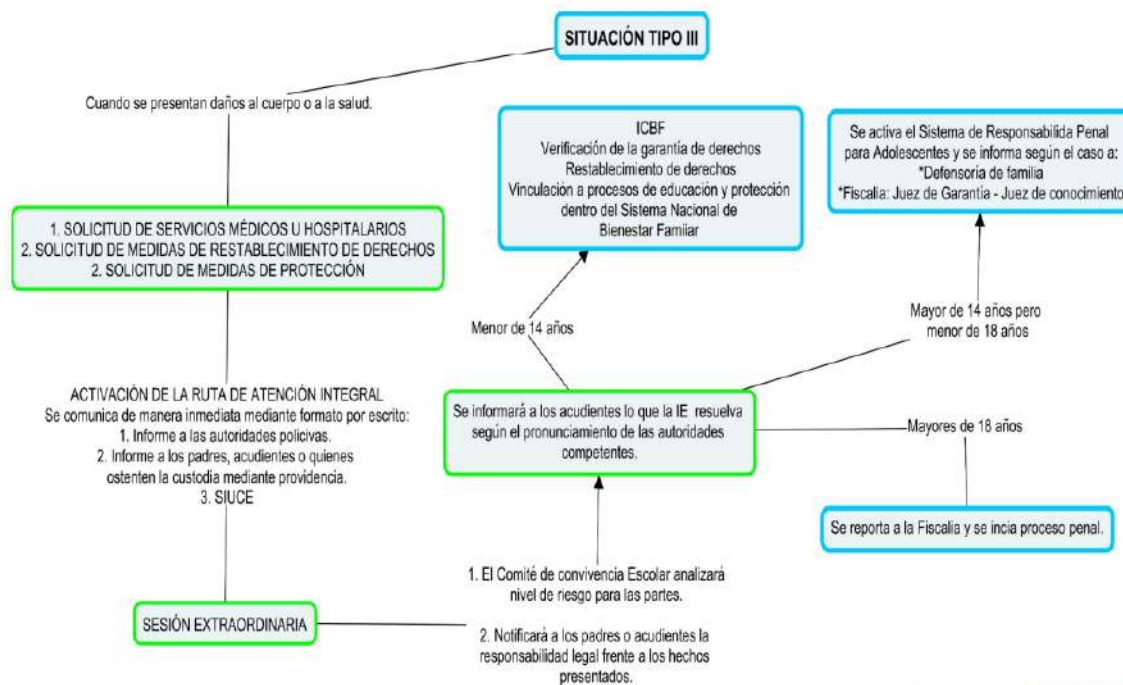 SITUACIÓN TIPO III
Cuando se presentan daños al cuerpo o a la salud.
1. SOLICITUD DE SERVICIOS MÉDICOS U HOSPITALARIOS
2. SOLICITUD DE MEDIDAS DE RESTABLECIMIENTO DE DERECHOS
2. SOLICITUD DE MEDIDAS DE PROTECCIÓN
ACTIVACIÓN DE LA RUTA DE ATENCIÓN INTEGRAL
Se comunica de manera inmediata mediante formato por escrito:
1. Informe a las autoridades policivas.
2. Informe a los padres, acudientes o quienes
ostenten la custodia mediante providencia.
3. SIUCE
SESIÓN EXTRAORDINARIA
1. El Comité de convivencia Escolar analizará
nivel de riesgo para las partes.
2. Notificará a los padres o acudientes la
responsabilidad legal frente a los hechos
presentados.
Se informará a los acudientes lo que la IE resuelva
según el pronunciamiento de las autoridades
competentes.
Menor de 14 años
ICBF
Verificación de la garantía de derechos
Restablecimiento de derechos
Vinculación a procesos de educación y protección
dentro del Sistema Nacional de
Bienestar Famiiar
Mayor de 14 años pero
menor de 18 años
Se activa el Sistema de Responsabilida Penal
para Adolescentes y se informa según el caso a:
*Defensoría de familia
*Fiscalia: Juez de Garantía - Juez de conocimiento
Mayores de 18 años
Se reporta a la Fiscalia y se incia proceso penal.